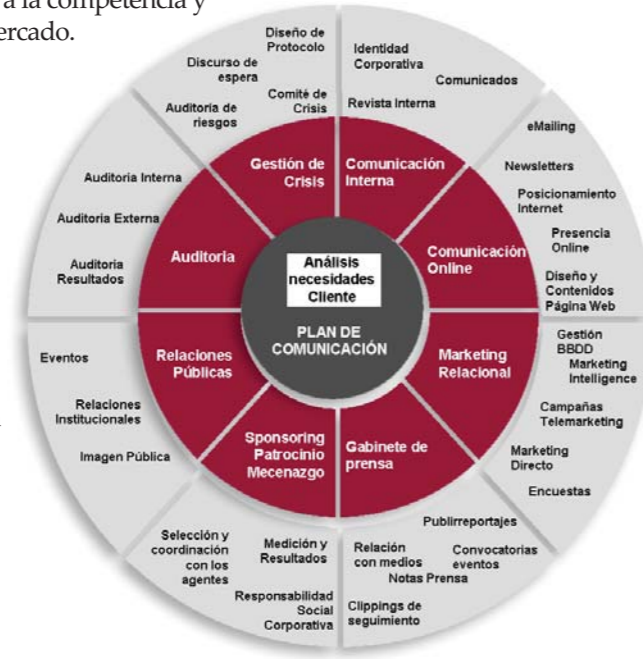 a la competencia y
ercado.
Diseño de
Protocolo
Discurso de
espera
Comité de
Crisis
Auditoria de
riesgos
Identidad
Corporativa
Comunicados
Revista Interna
eMailing
Newsletters
Posicionamiento
Internet
Presencia
Online
Diseño y
Contenidos
Página Web
Gestión
BBDD
Marketing
Intelligence
Campañas
Telemarketing
Marketing
Directo
Encuestas
Publirreportajes
Relación
con medios
Convocatorias
eventos
Notas Prensa
Clippings de
seguimiento
Selección y
coordinación
con los
agentes
Medición y
Resultados
Responsabilidad
Social
Corporativa
Eventos
Relaciones
Institucionales
Imagen Pública
Auditoria Interna
Auditoria Externa
Auditoria
Resultados
Gestión de
Crisis
Comunicación
Interna
Comunicación
Online
Marketing
Relacional
Gabinete de
prensa
Sponsoring
Patrocinio
Mecenazgo
Relaciones
Públicas
Auditoria
Análisis
necesidades
Cliente
PLAN DE
COMUNICACIÓN